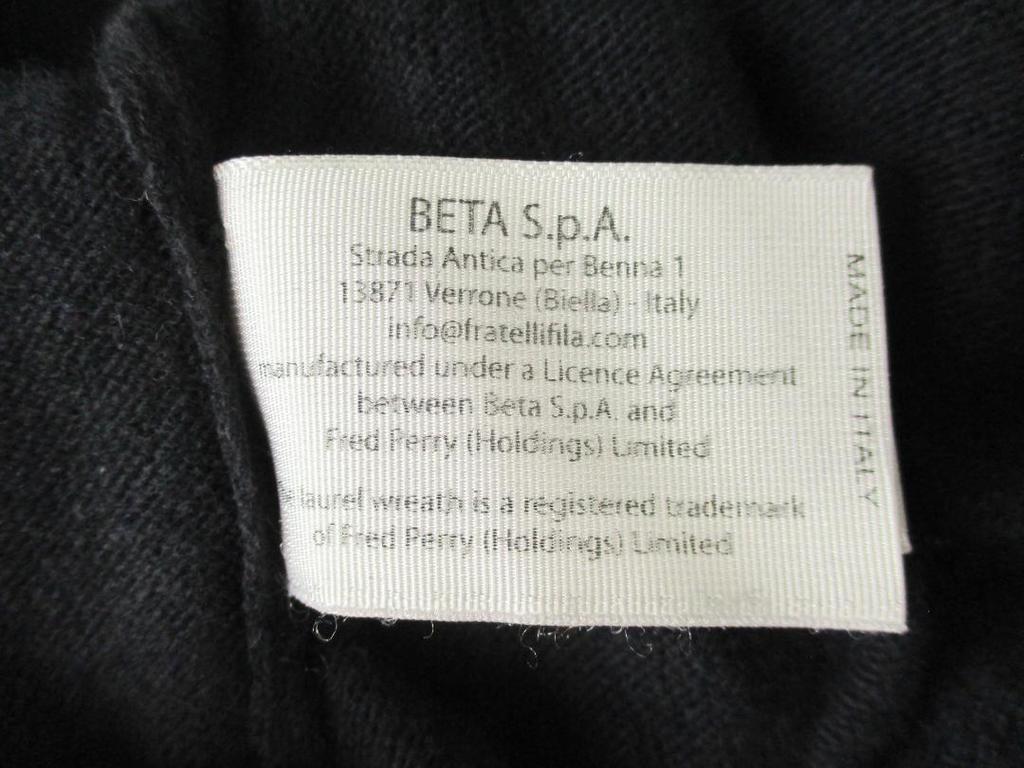 BETA S.p.A.
Strada Antica per Benna 1
13871 Verrone (Biella) - Italy
info@fratellifila.com
manufactured under a Licence Agreement
between Beta S.p.A. and
Fred Perry (Holdings) Limited
laurel wreath is a registered trademark
of Fred Perry (Holdings) Limited
MADE IN ITALY